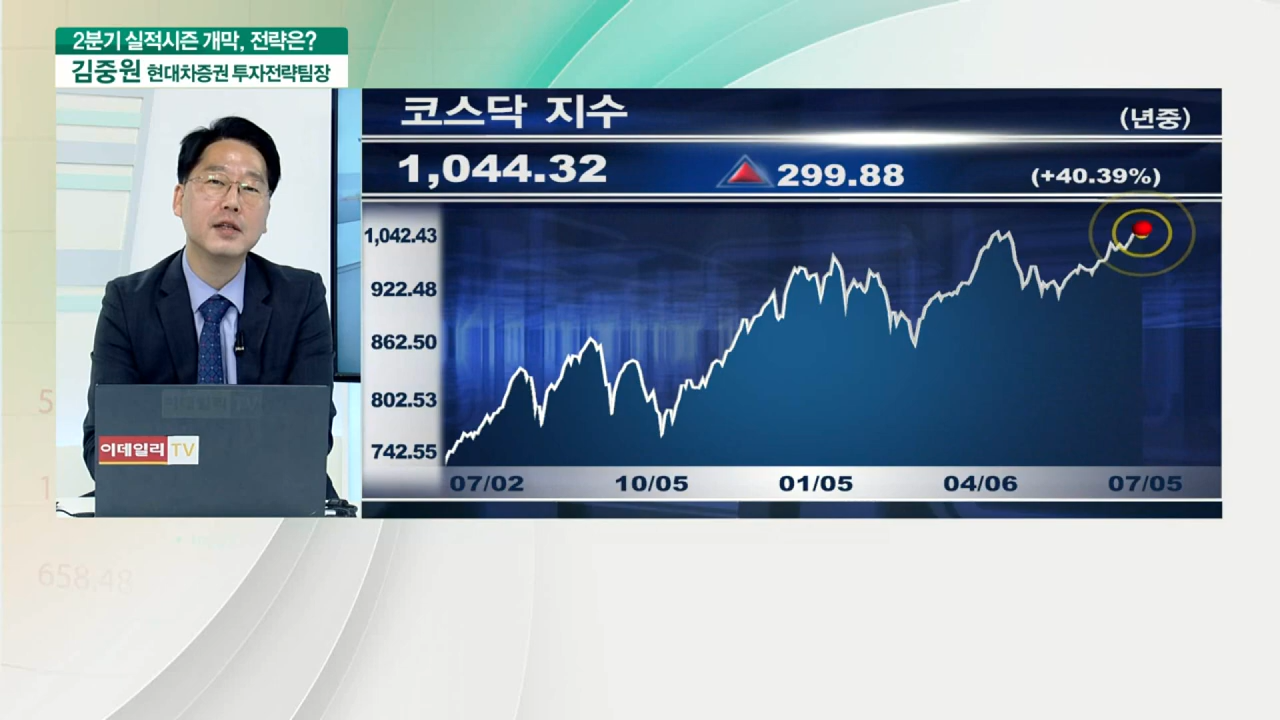 2분기 실적시즌 개막, 전략은?
김중원 현대차증권 투자전략팀장
코스닥 지수 (년중)
1,044.32 299.88 (+40.39%)
1,042.43
922.48
862.50
802.53
742.55
07/02 10/05 01/05 04/06 07/05
이데일리 TV
658.48